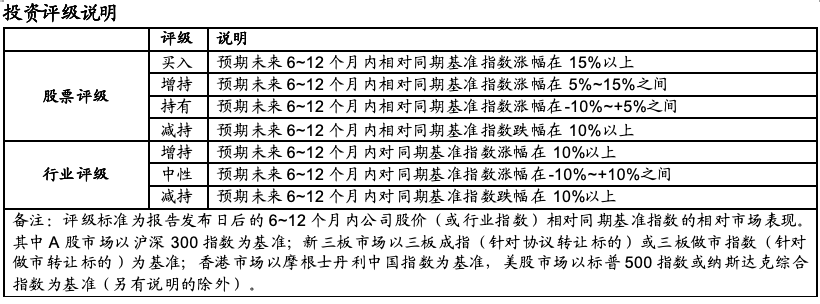 投资评级说明
评级 说明
股票评级
买入 预期未来 6~12 个月内相对同期基准指数涨幅在 15%以上
增持 预期未来 6~12 个月内相对同期基准指数涨幅在 5%~15%之间
持有 预期未来 6~12 个月内相对同期基准指数涨幅在-10%~+5%之间
减持 预期未来 6~12 个月内相对同期基准指数跌幅在 10%以上
行业评级
增持 预期未来 6~12 个月内对同期基准指数涨幅在 10%以上
中性 预期未来 6~12 个月内对同期基准指数涨幅在-10%~+10%之间
减持 预期未来 6~12 个月内对同期基准指数跌幅在 10%以上
备注：评级标准为报告发布日后的 6~12 个月内公司股价（或行业指数）相对同期基准指数的相对市场表现。
其中 A 股市场以沪深 300 指数为基准；新三板市场以三板成指（针对协议转让标的）或三板做市指数（针对
做市转让标的）为基准；香港市场以摩根士丹利中国指数为基准，美股市场以标普 500 指数或纳斯达克综合
指数为基准（另有说明的除外）。